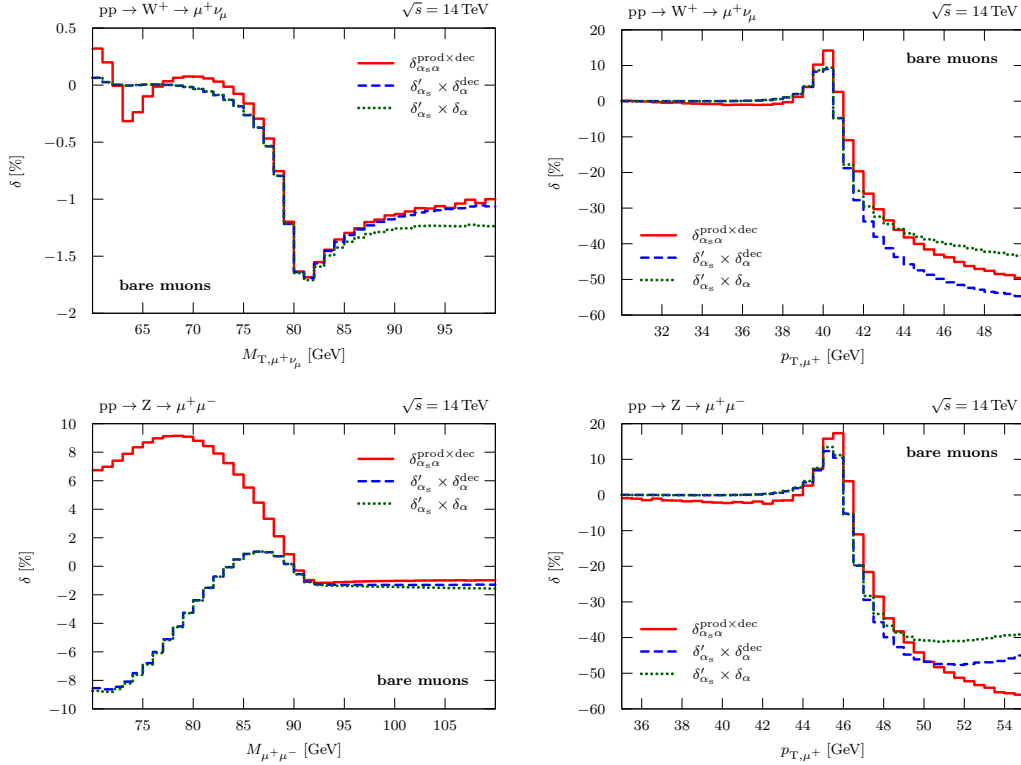 pp → W⁺ → μ⁺ν_μ √s = 14 TeV
δ [%]
0.5
0
−0.5
−1
−1.5
−2
δ^{prod×dec}_{α_sα}
δ′_{α_s} × δ^{dec}_α
δ′_{α_s} × δ_α
bare muons
65 70 75 80 85 90 95
M_{T,μ⁺ν_μ} [GeV]
pp → W⁺ → μ⁺ν_μ √s = 14 TeV
δ [%]
20
10
0
−10
−20
−30
−40
−50
−60
bare muons
δ^{prod×dec}_{α_sα}
δ′_{α_s} × δ^{dec}_α
δ′_{α_s} × δ_α
32 34 36 38 40 42 44 46 48
p_{T,μ⁺} [GeV]
pp → Z → μ⁺μ⁻ √s = 14 TeV
δ [%]
10
8
6
4
2
0
−2
−4
−6
−8
−10
δ^{prod×dec}_{α_sα}
δ′_{α_s} × δ^{dec}_α
δ′_{α_s} × δ_α
bare muons
75 80 85 90 95 100 105
M_{μ⁺μ⁻} [GeV]
pp → Z → μ⁺μ⁻ √s = 14 TeV
δ [%]
20
10
0
−10
−20
−30
−40
−50
−60
bare muons
δ^{prod×dec}_{α_sα}
δ′_{α_s} × δ^{dec}_α
δ′_{α_s} × δ_α
36 38 40 42 44 46 48 50 52 54
p_{T,μ⁺} [GeV]